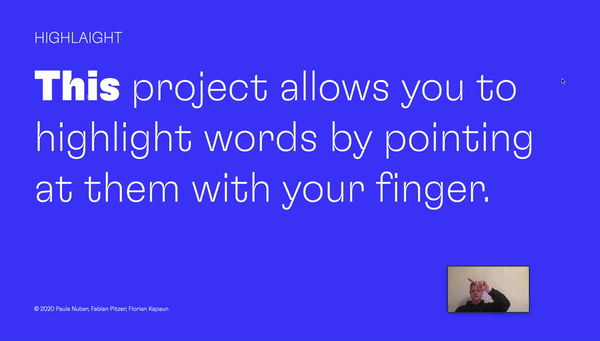 HIGHLAIGHT
This project allows you to
highlight words by pointing
at them with your finger.
© 2020 Paula Nuber, Fabian Pitzer, Florian Kapaun